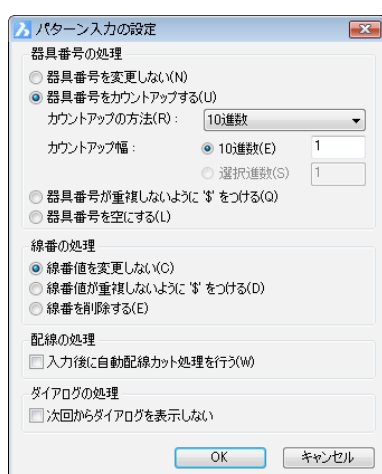 パターン入力の設定
器具番号の処理
器具番号を変更しない(N)
器具番号をカウントアップする(U)
カウントアップの方法(R)： 10進数
カウントアップ幅： 10進数(E) 1
選択進数(S) 1
器具番号が重複しないように '$' をつける(Q)
器具番号を空にする(L)
線番の処理
線番値を変更しない(C)
線番値が重複しないように '$' をつける(D)
線番を削除する(E)
配線の処理
入力後に自動配線カット処理を行う(W)
ダイアログの処理
次回からダイアログを表示しない
OK キャンセル